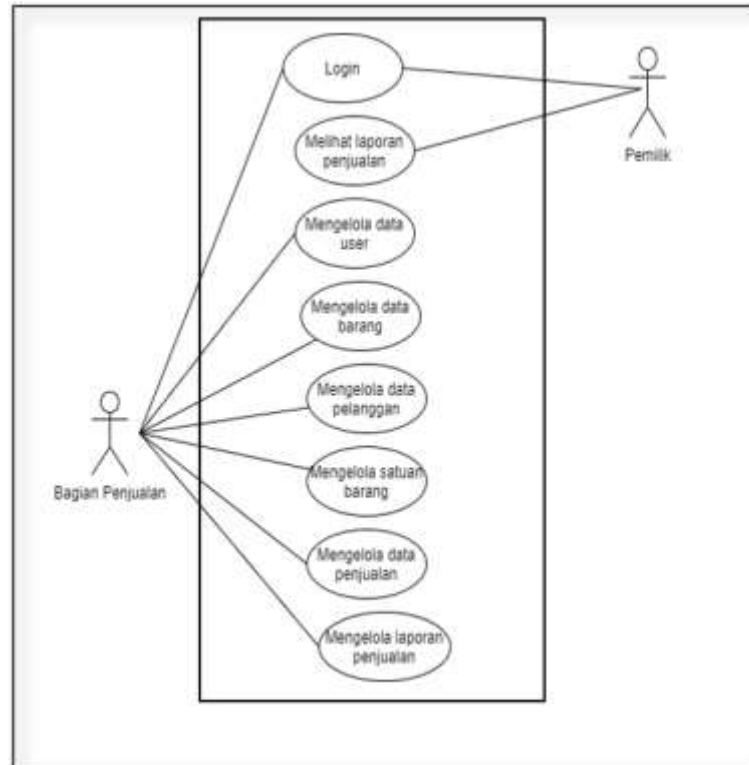 Login
Melihat laporan
penjualan
Pemilik
Mengelola data
user
Mengelola data
barang
Mengelola data
pelanggan
Bagian Penjualan
Mengelola satuan
barang
Mengelola data
penjualan
Mengelola laporan
penjualan